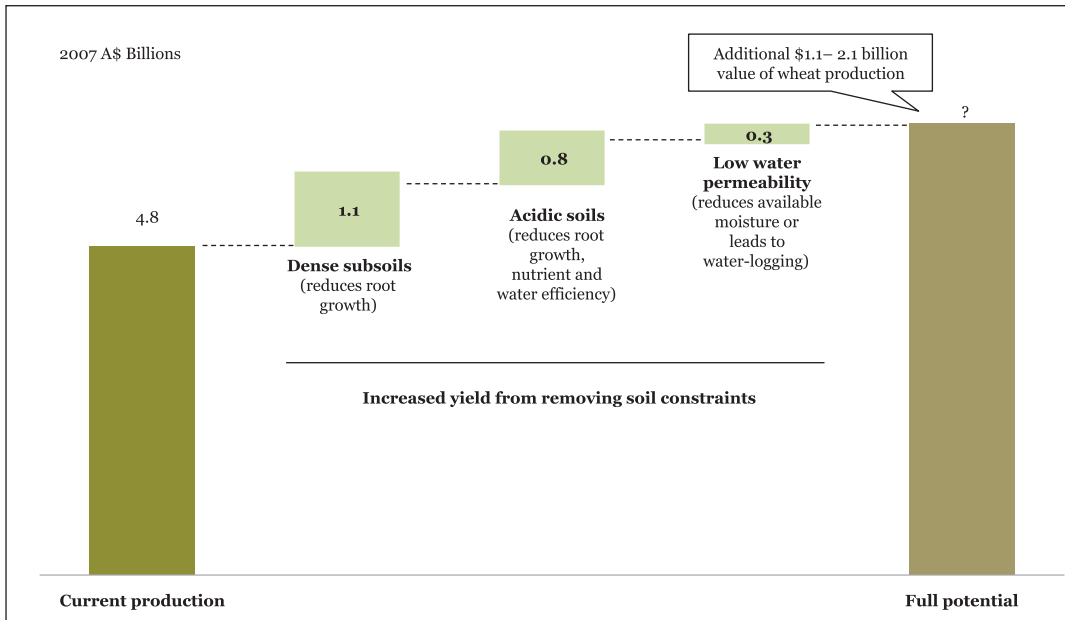 2007 A$ Billions
Additional $1.1– 2.1 billion
value of wheat production
?
4.8
1.1
Dense subsoils
(reduces root
growth)
0.8
Acidic soils
(reduces root
growth,
nutrient and
water efficiency)
0.3
Low water
permeability
(reduces available
moisture or
leads to
water-logging)
Increased yield from removing soil constraints
Current production
Full potential